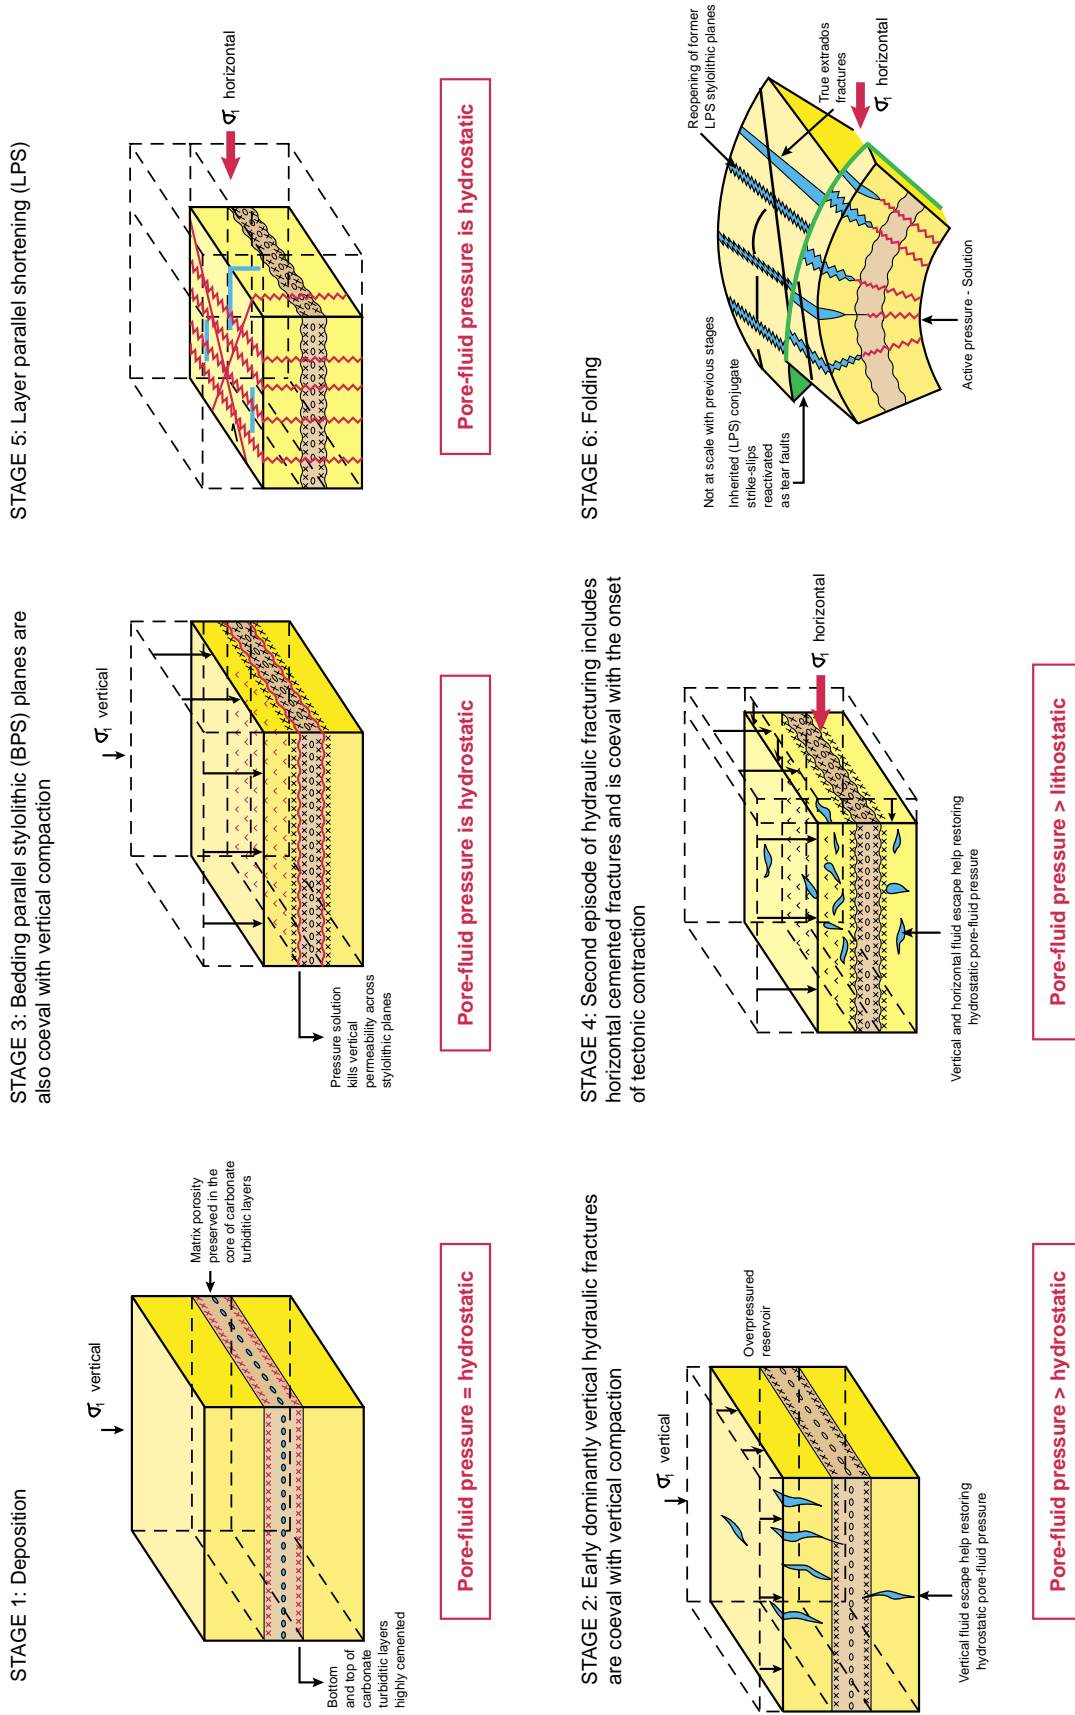 STAGE 1: Deposition
σ1 vertical
Matrix porosity
preserved in the
core of carbonate
turbiditic layers
Bottom
and top of
carbonate
turbiditic layers
highly cemented
Pore-fluid pressure = hydrostatic
STAGE 2: Early dominantly vertical hydraulic fractures
are coeval with vertical compaction
σ1 vertical
Overpressured
reservoir
Vertical fluid escape help restoring
hydrostatic pore-fluid pressure
Pore-fluid pressure > hydrostatic
STAGE 3: Bedding parallel stylolithic (BPS) planes are
also coeval with vertical compaction
σ1 vertical
Pressure solution
kills vertical
permeability across
stylolithic planes
Pore-fluid pressure is hydrostatic
STAGE 4: Second episode of hydraulic fracturing includes
horizontal cemented fractures and is coeval with the onset
of tectonic contraction
σ1 horizontal
Vertical and horizontal fluid escape help restoring
hydrostatic pore-fluid pressure
Pore-fluid pressure > lithostatic
STAGE 5: Layer parallel shortening (LPS)
σ1 horizontal
Pore-fluid pressure is hydrostatic
STAGE 6: Folding
Reopening of former
LPS stylolithic planes
True extrados
fractures
σ1 horizontal
Not at scale with previous stages
Inherited (LPS) conjugate
strike-slips
reactivated
as tear faults
Active pressure - Solution